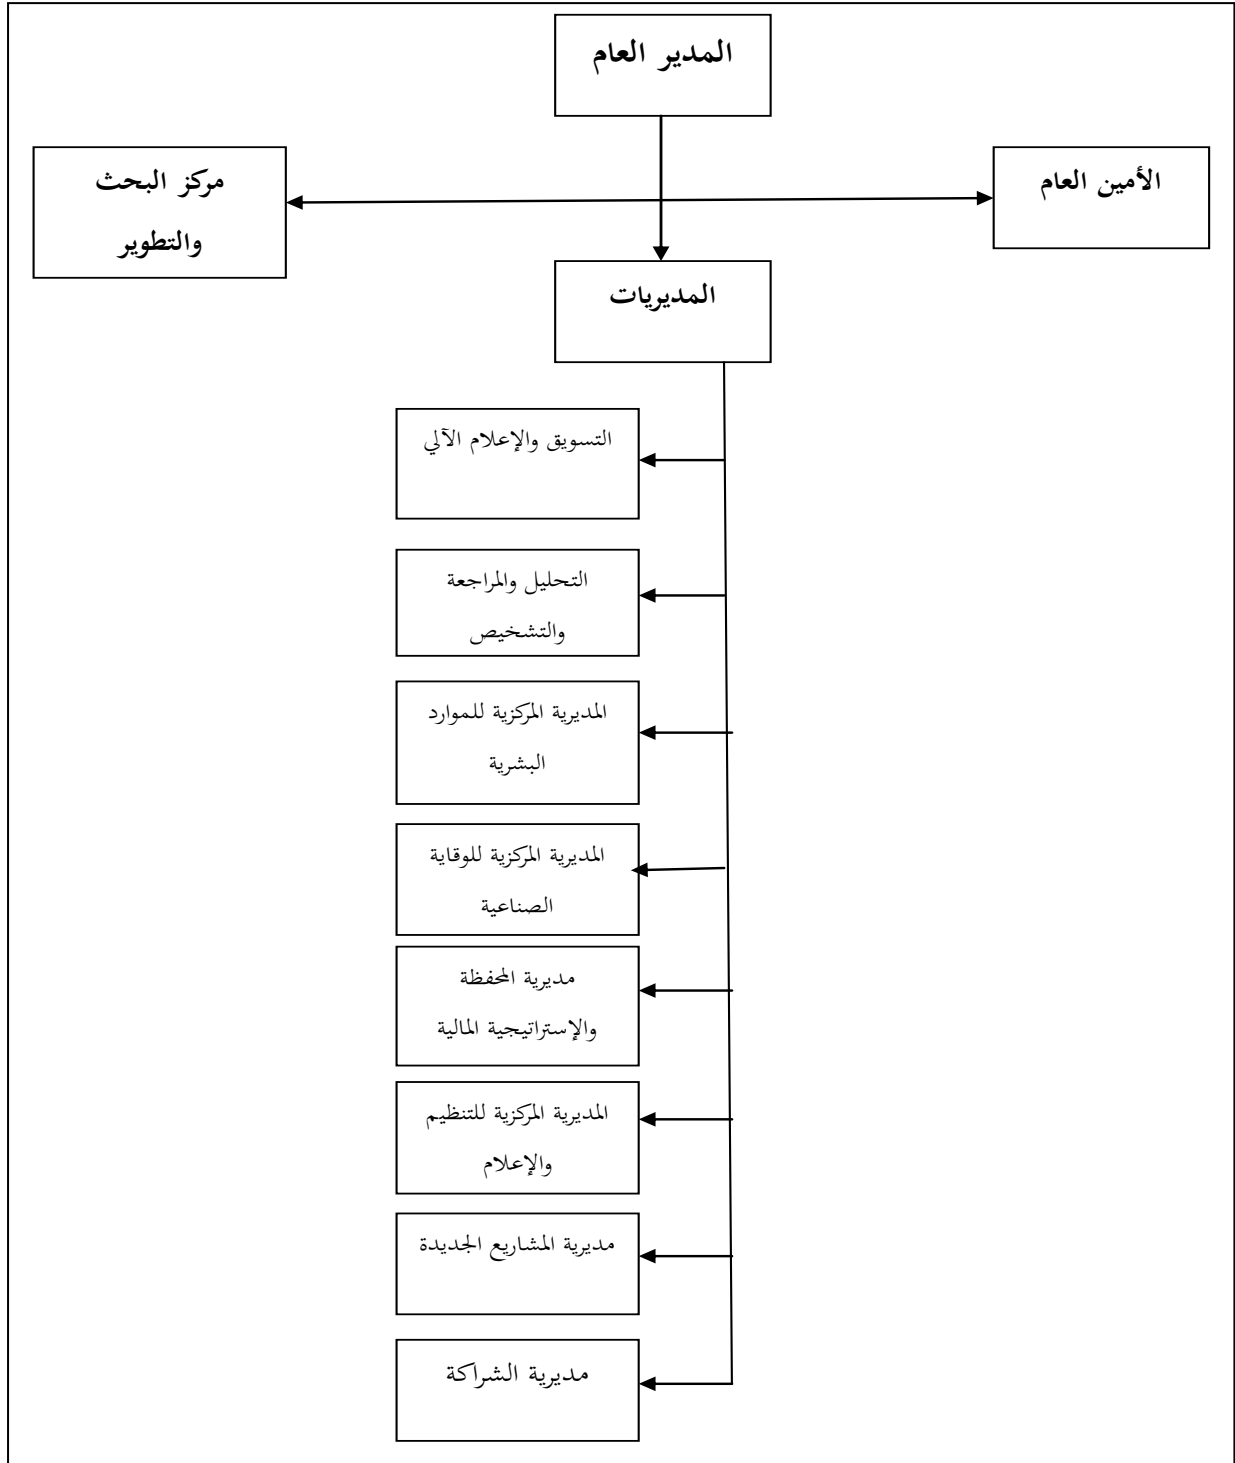 المدير العام
الأمين العام
مركز البحث
والتطوير
المديريات
التسويق والإعلام الآلي
التحليل والمراجعة
والتشخيص
المديرية المركزية للموارد
البشرية
المديرية المركزية للوقاية
الصناعية
مديرية المحفظة
والإستراتيجية المالية
المديرية المركزية للتنظيم
والإعلام
مديرية المشاريع الجديدة
مديرية الشراكة